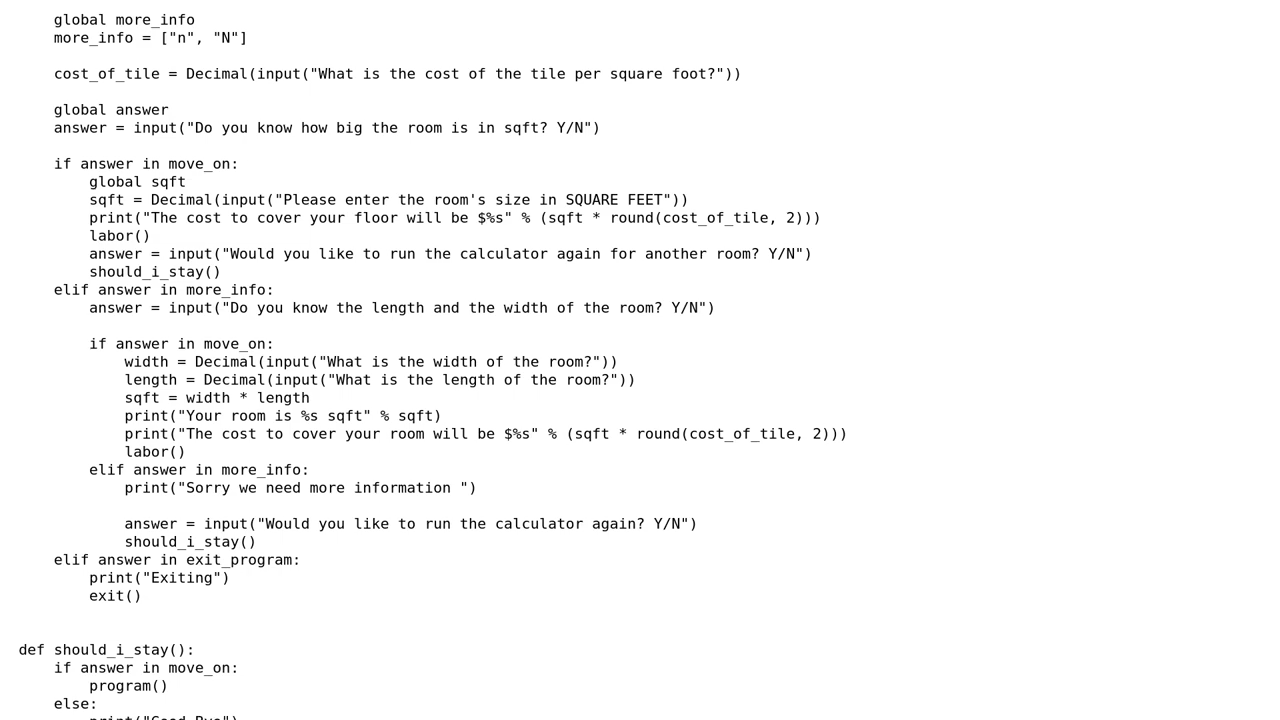 global more_info
more_info = ["n", "N"]
cost_of_tile = Decimal(input("What is the cost of the tile per square foot?"))
global answer
answer = input("Do you know how big the room is in sqft? Y/N")
if answer in move_on:
global sqft
sqft = Decimal(input("Please enter the room's size in SQUARE FEET"))
print("The cost to cover your floor will be $%s" % (sqft * round(cost_of_tile, 2)))
labor()
answer = input("Would you like to run the calculator again for another room? Y/N")
should_i_stay()
elif answer in more_info:
answer = input("Do you know the length and the width of the room? Y/N")
if answer in move_on:
width = Decimal(input("What is the width of the room?"))
length = Decimal(input("What is the length of the room?"))
sqft = width * length
print("Your room is %s sqft" % sqft)
print("The cost to cover your room will be $%s" % (sqft * round(cost_of_tile, 2)))
labor()
elif answer in more_info:
print("Sorry we need more information ")
answer = input("Would you like to run the calculator again? Y/N")
should_i_stay()
elif answer in exit_program:
print("Exiting")
exit()
def should_i_stay():
if answer in move_on:
program()
else:
print("Good Bye")